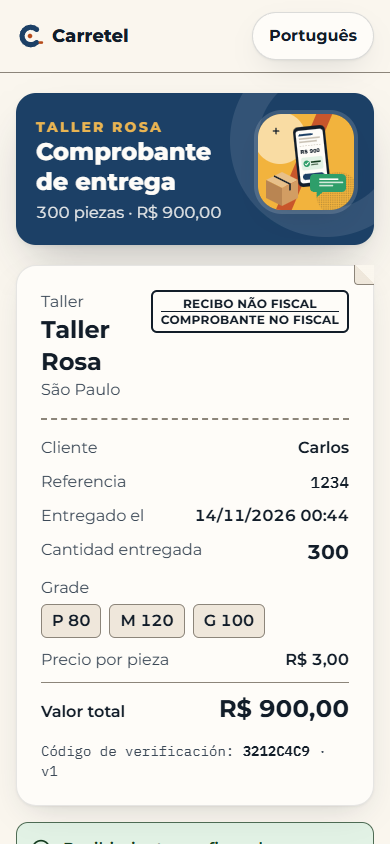 Carretel
Português
TALLER ROSA
Comprobante
de entrega
300 piezas · R$ 900,00
R$ 900
Taller
Taller
Rosa
São Paulo
RECIBO NÃO FISCAL
COMPROBANTE NO FISCAL
Cliente Carlos
Referencia 1234
Entregado el 14/11/2026 00:44
Cantidad entregada 300
Grade
P 80 M 120 G 100
Precio por pieza R$ 3,00
Valor total R$ 900,00
Código de verificación: 3212C4C9 ·
v1